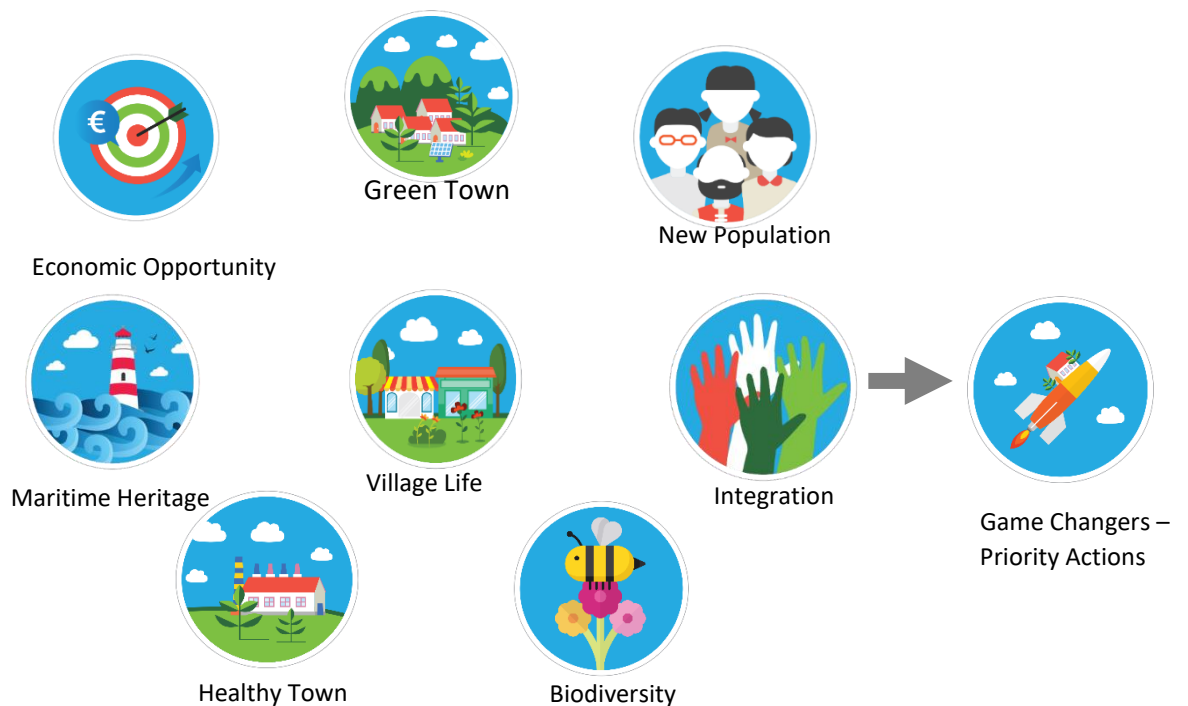 €
Green Town
New Population
Economic Opportunity
Maritime Heritage
Village Life
Integration
Game Changers –
Priority Actions
Healthy Town
Biodiversity